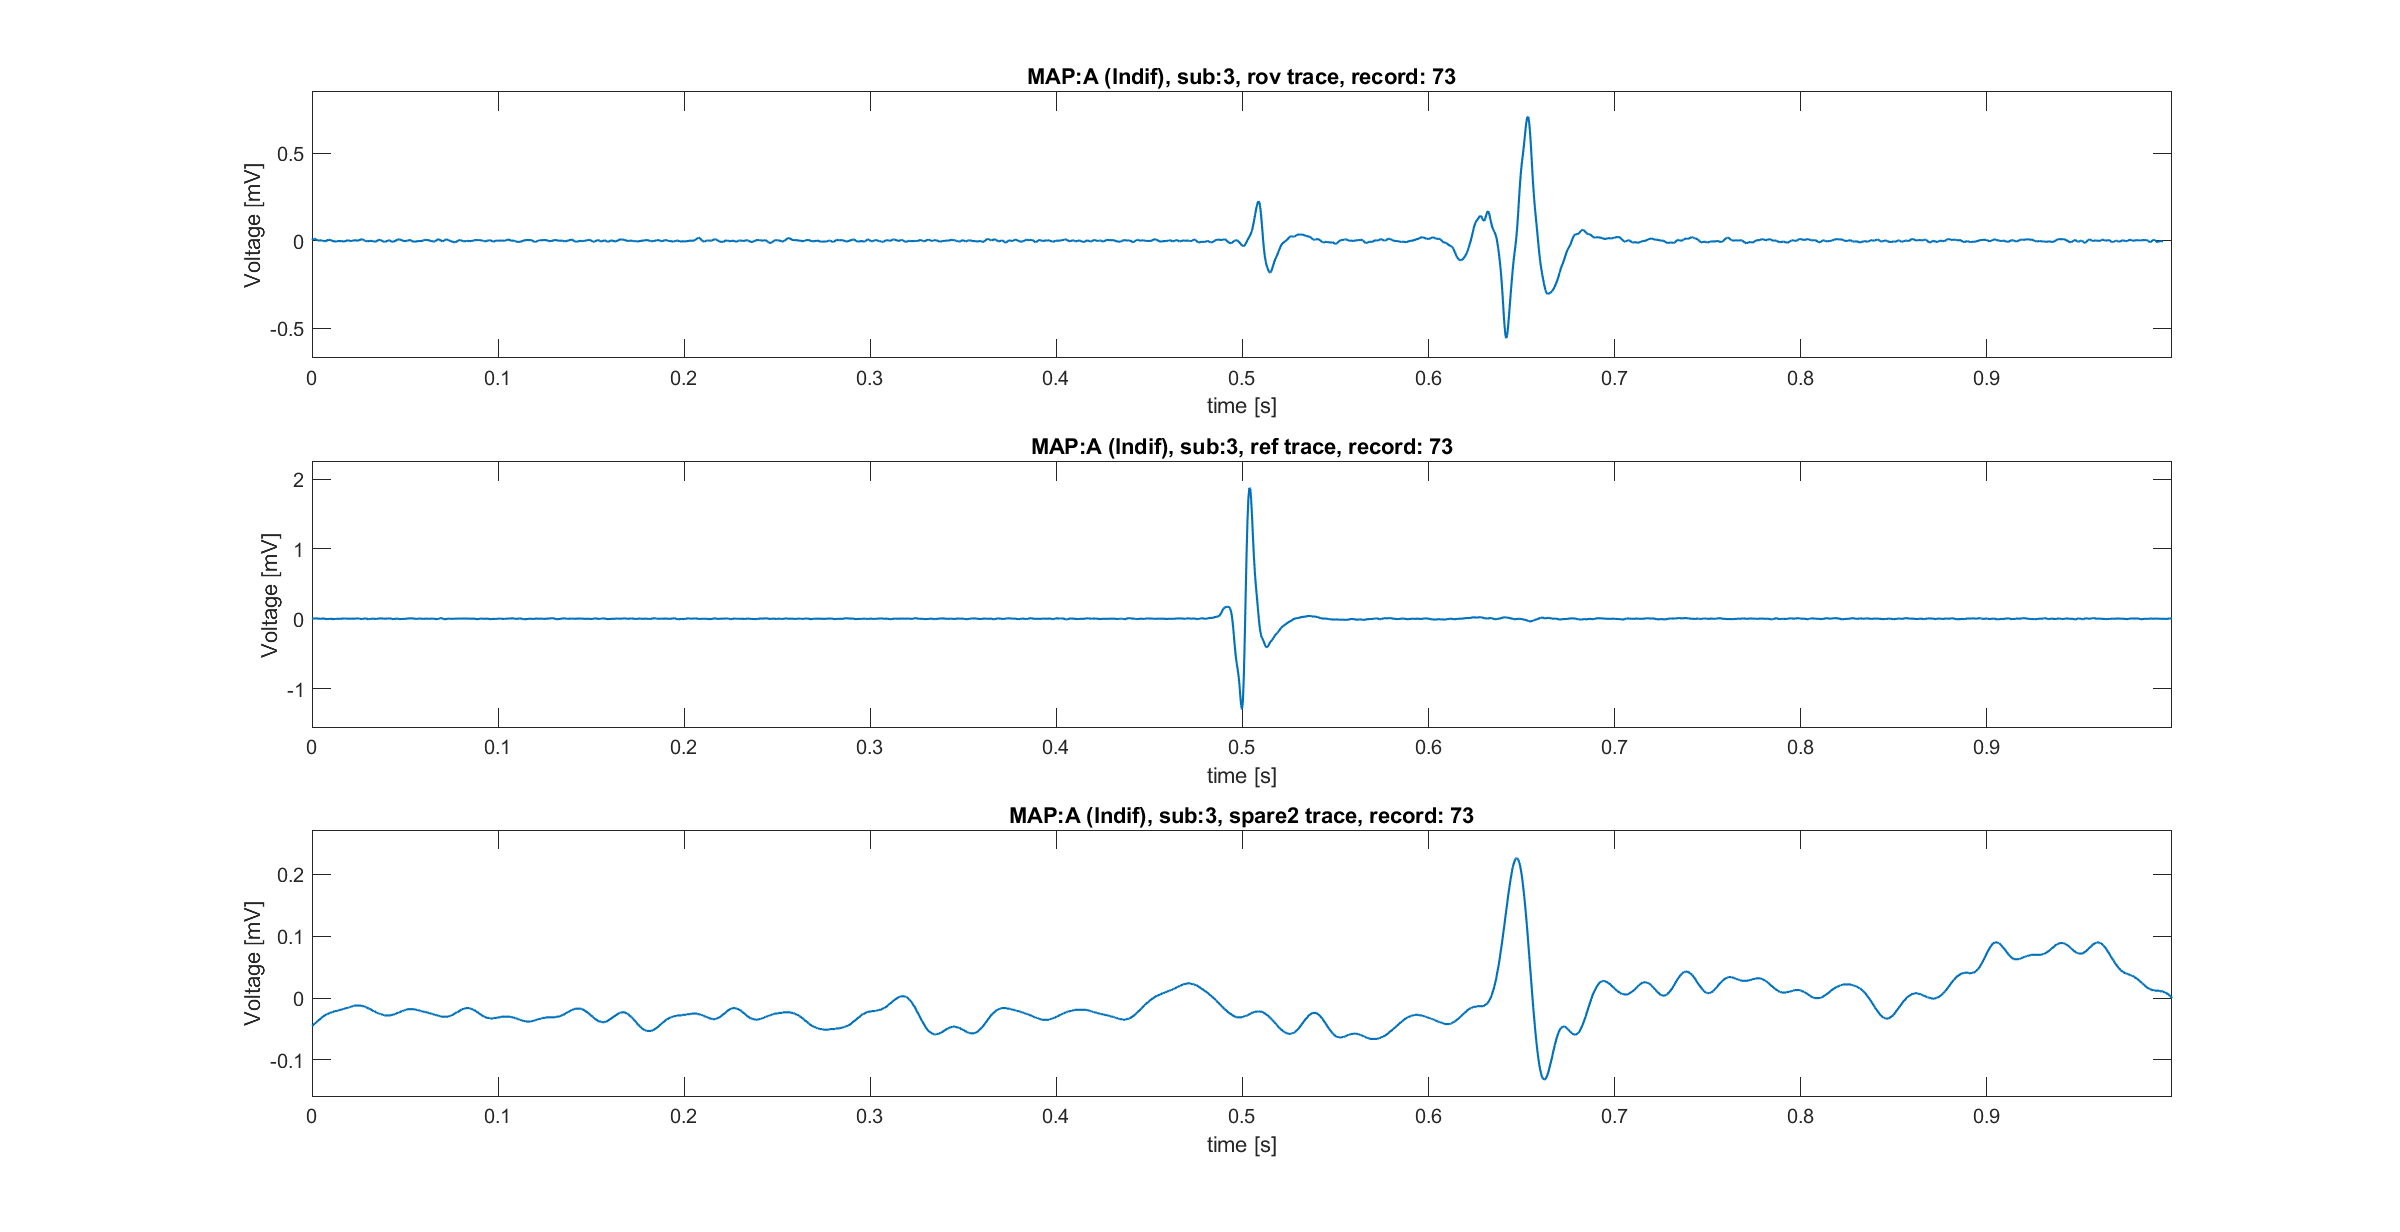 MAP:A (Indif), sub:3, rov trace, record: 73
Voltage [mV]
0.5
0
-0.5
0 0.1 0.2 0.3 0.4 0.5 0.6 0.7 0.8 0.9
time [s]
MAP:A (Indif), sub:3, ref trace, record: 73
Voltage [mV]
2
1
0
-1
0 0.1 0.2 0.3 0.4 0.5 0.6 0.7 0.8 0.9
time [s]
MAP:A (Indif), sub:3, spare2 trace, record: 73
Voltage [mV]
0.2
0.1
0
-0.1
0 0.1 0.2 0.3 0.4 0.5 0.6 0.7 0.8 0.9
time [s]